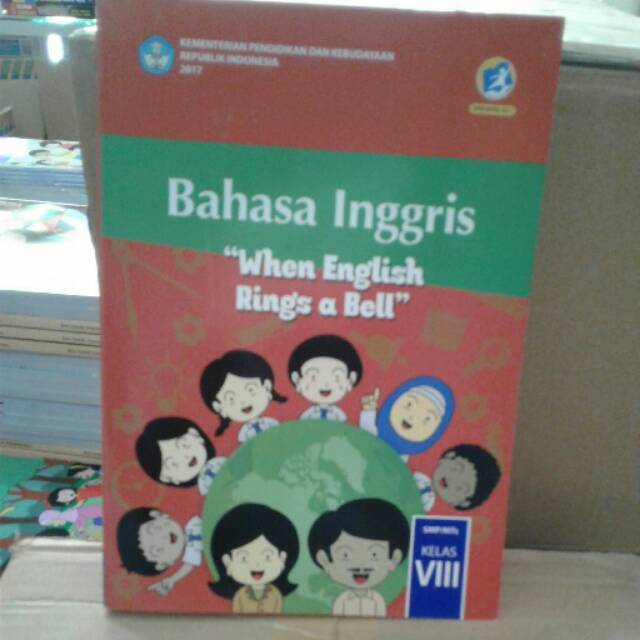 KEMENTERIAN PENDIDIKAN DAN KEBUDAYAAN
REPUBLIK INDONESIA
2017
Bahasa Inggris
“When English
Rings a Bell”
SMP/MTs
KELAS
VIII